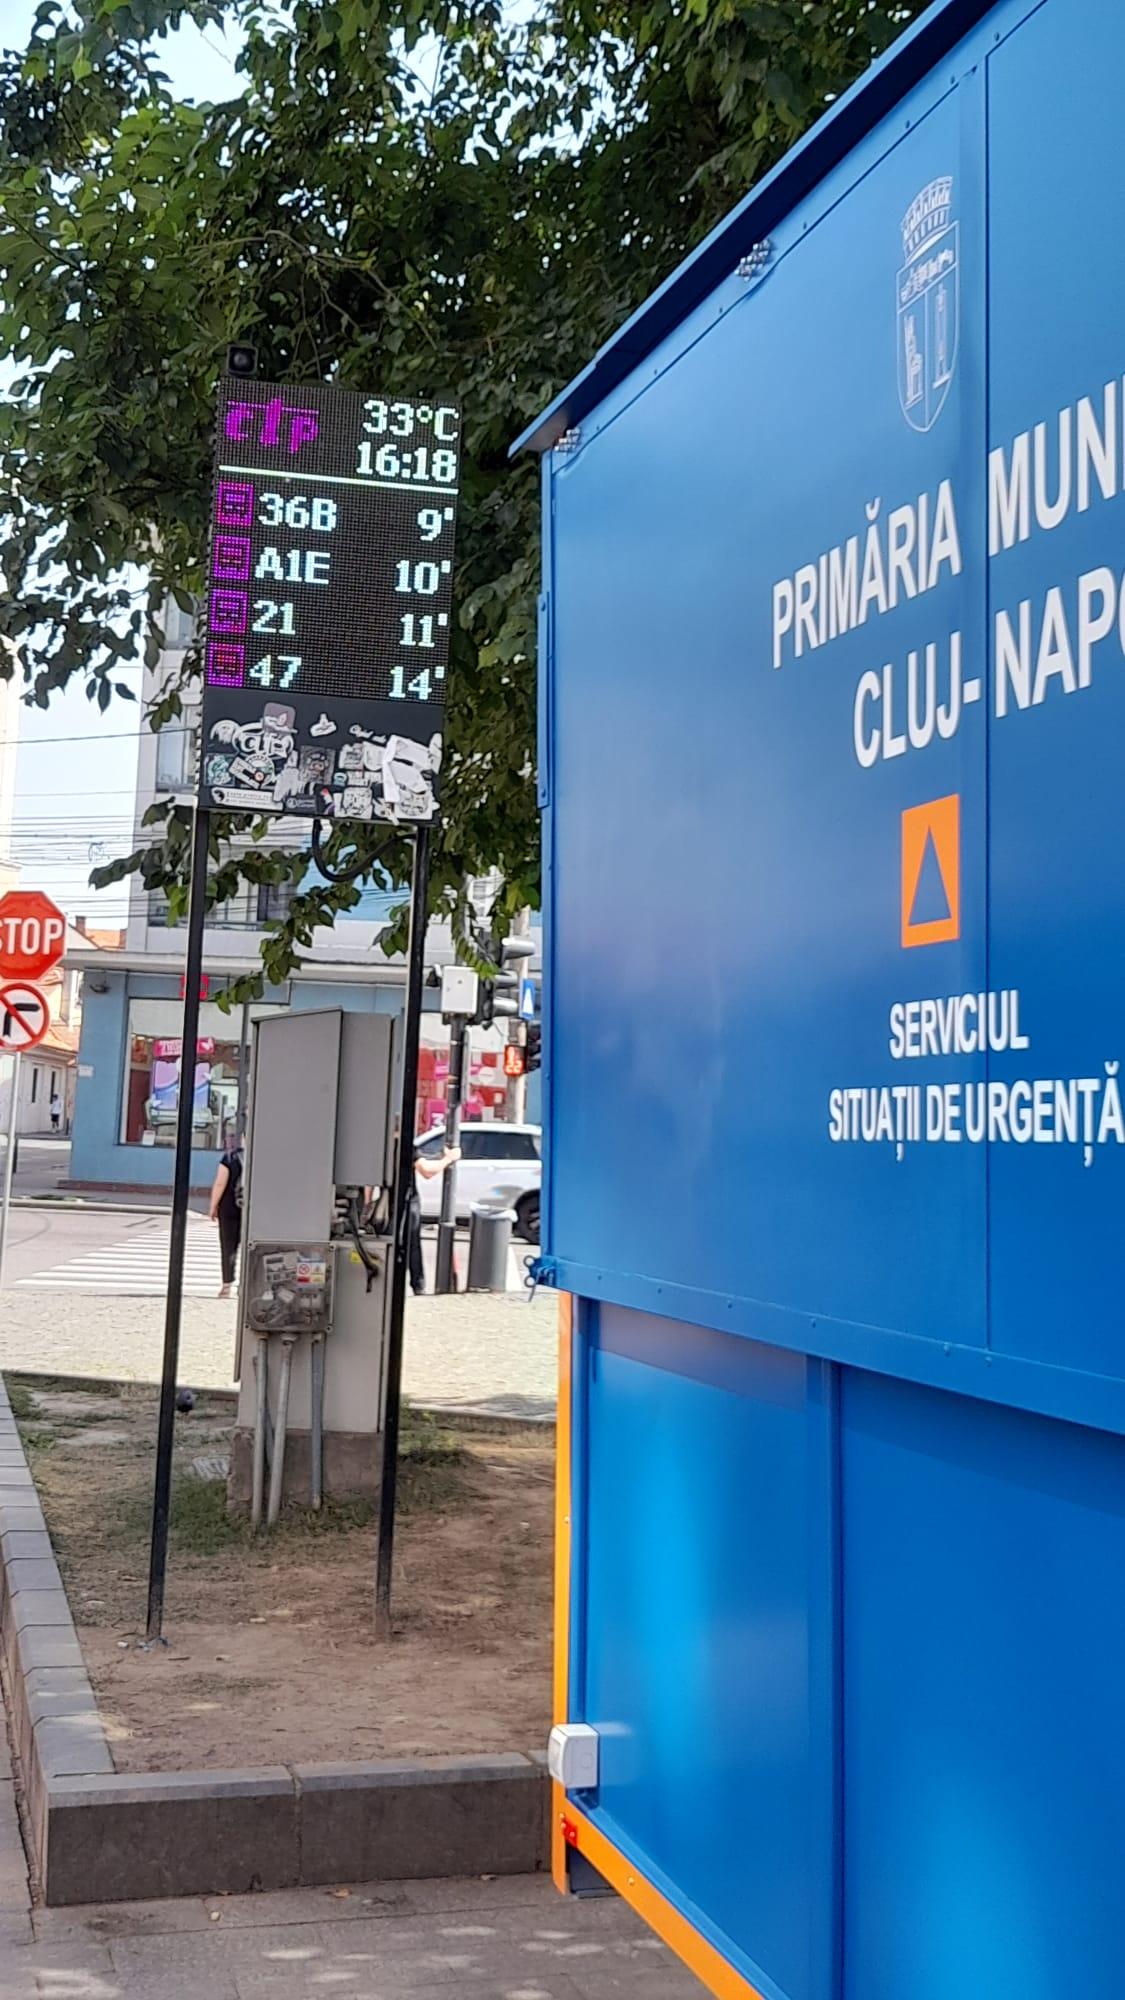 ctp 33°C
16:18
36B 9'
A1E 10'
21 11'
47 14'
STOP
PRIMĂRIA MUNI
CLUJ-NAPO
SERVICIUL
SITUAȚII DE URGENȚĂ